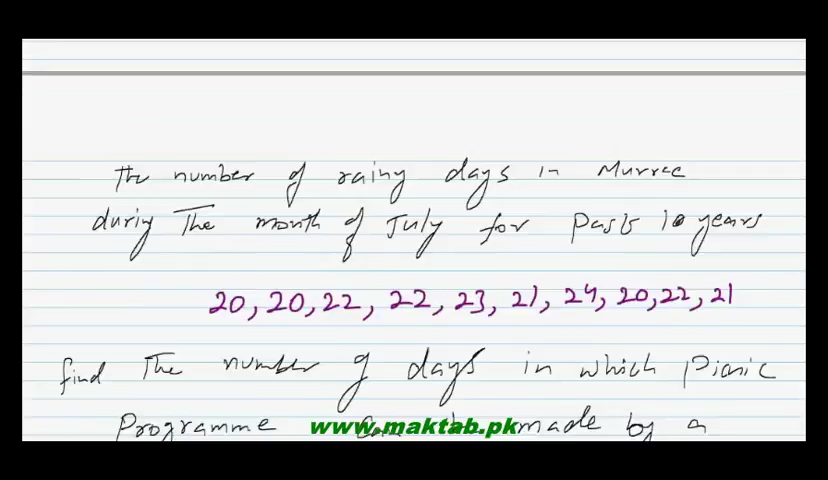 The number of rainy days in Murree
during The month of July for past 10 years
20, 20, 22, 22, 23, 21, 24, 20, 22, 21
find The number of days in which Picnic
Programme can be made by a
www.maktab.pk